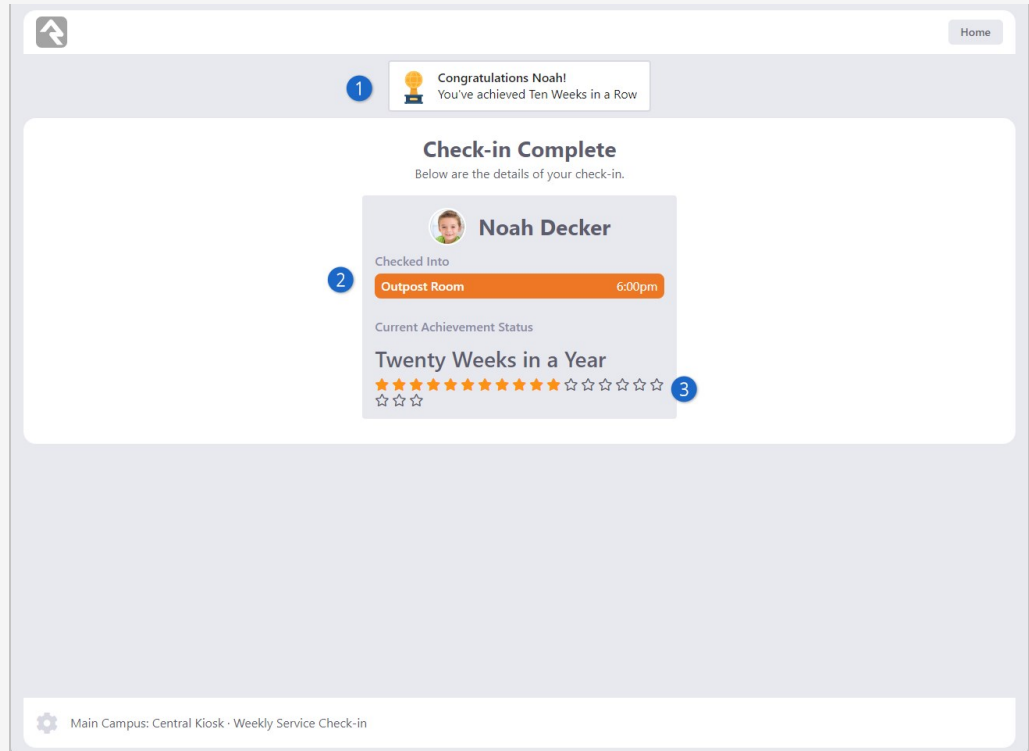 Home
1
Congratulations Noah!
You've achieved Ten Weeks in a Row
Check-in Complete
Below are the details of your check-in.
Noah Decker
Checked Into
2
Outpost Room 6:00pm
Current Achievement Status
Twenty Weeks in a Year
3
Main Campus: Central Kiosk · Weekly Service Check-in